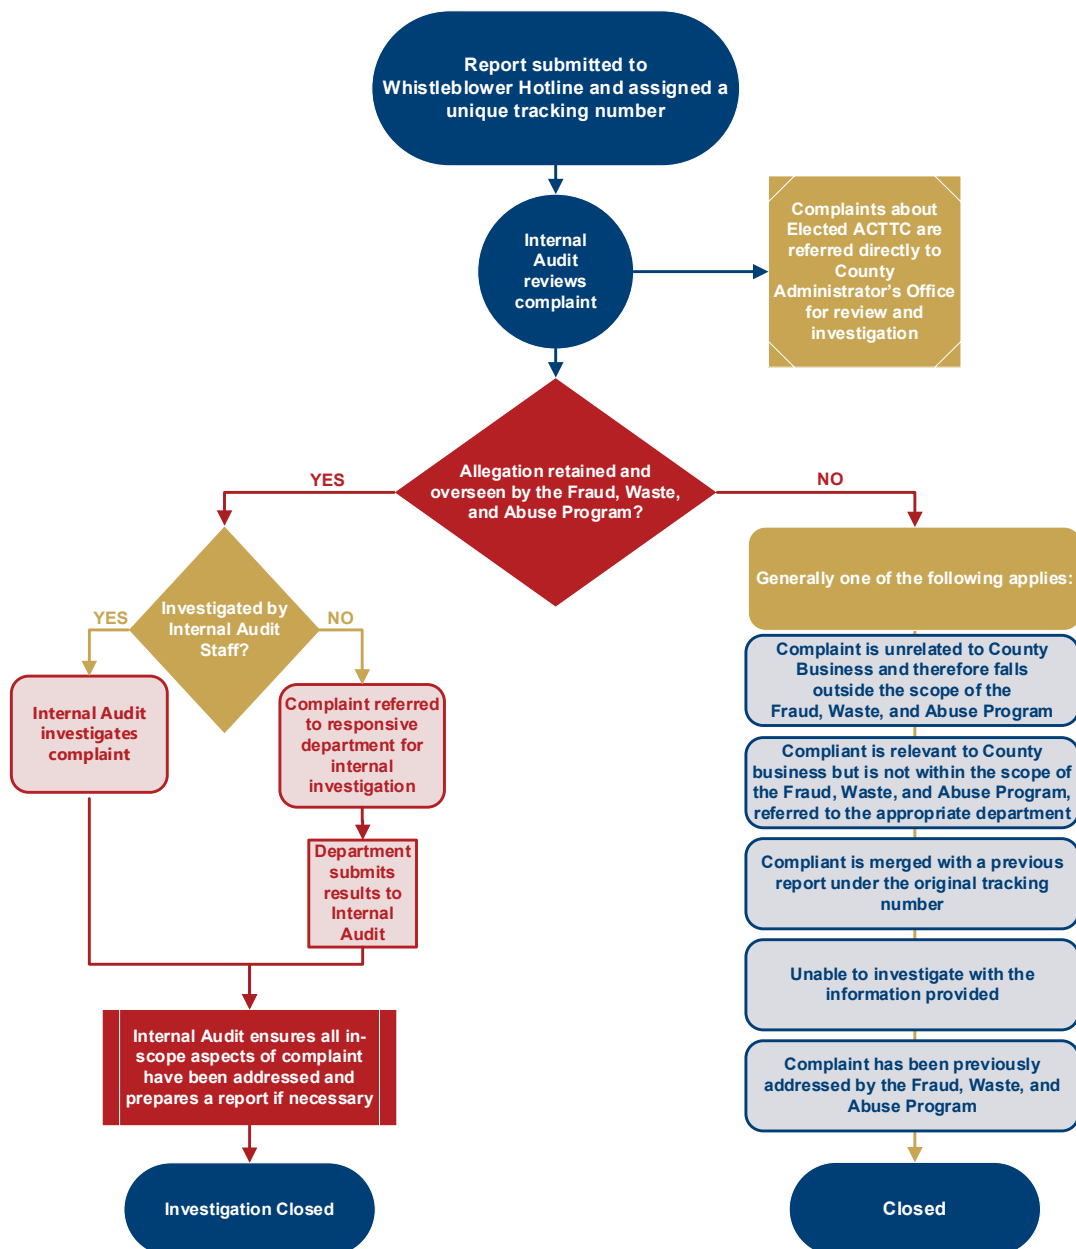 Report submitted to
Whistleblower Hotline and assigned a
unique tracking number
Internal
Audit
reviews
complaint
Complaints about
Elected ACTTC are
referred directly to
County
Administrator’s Office
for review and
investigation
Allegation retained and
overseen by the Fraud, Waste,
and Abuse Program?
YES
NO
Investigated by
Internal Audit
Staff?
YES
NO
Internal Audit
investigates
complaint
Complaint referred
to responsive
department for
internal
investigation
Department
submits
results to
Internal
Audit
Internal Audit ensures all in-
scope aspects of complaint
have been addressed and
prepares a report if necessary
Investigation Closed
Generally one of the following applies:
Complaint is unrelated to County
Business and therefore falls
outside the scope of the
Fraud, Waste, and Abuse Program
Compliant is relevant to County
business but is not within the scope of
the Fraud, Waste, and Abuse Program,
referred to the appropriate department
Compliant is merged with a previous
report under the original tracking
number
Unable to investigate with the
information provided
Complaint has been previously
addressed by the Fraud, Waste, and
Abuse Program
Closed